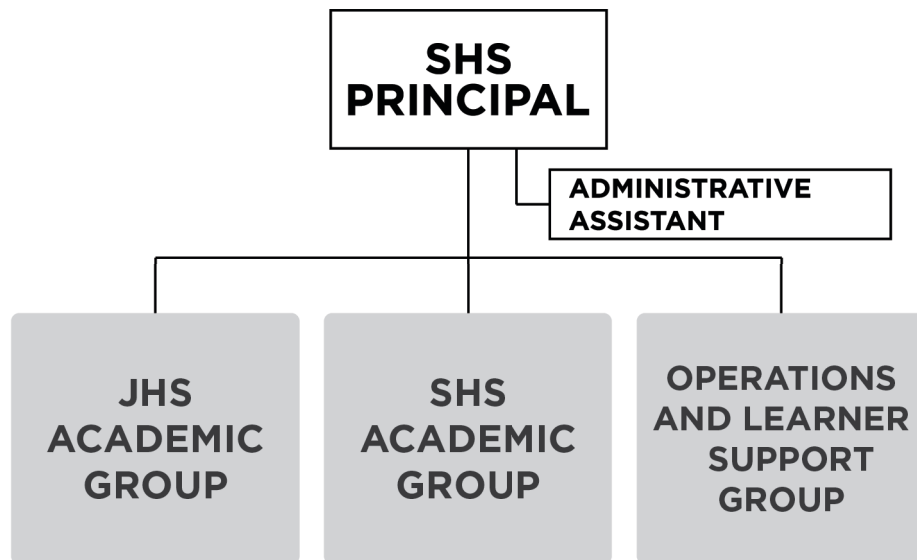 SHS
PRINCIPAL
ADMINISTRATIVE
ASSISTANT
JHS
ACADEMIC
GROUP
SHS
ACADEMIC
GROUP
OPERATIONS
AND LEARNER
SUPPORT
GROUP